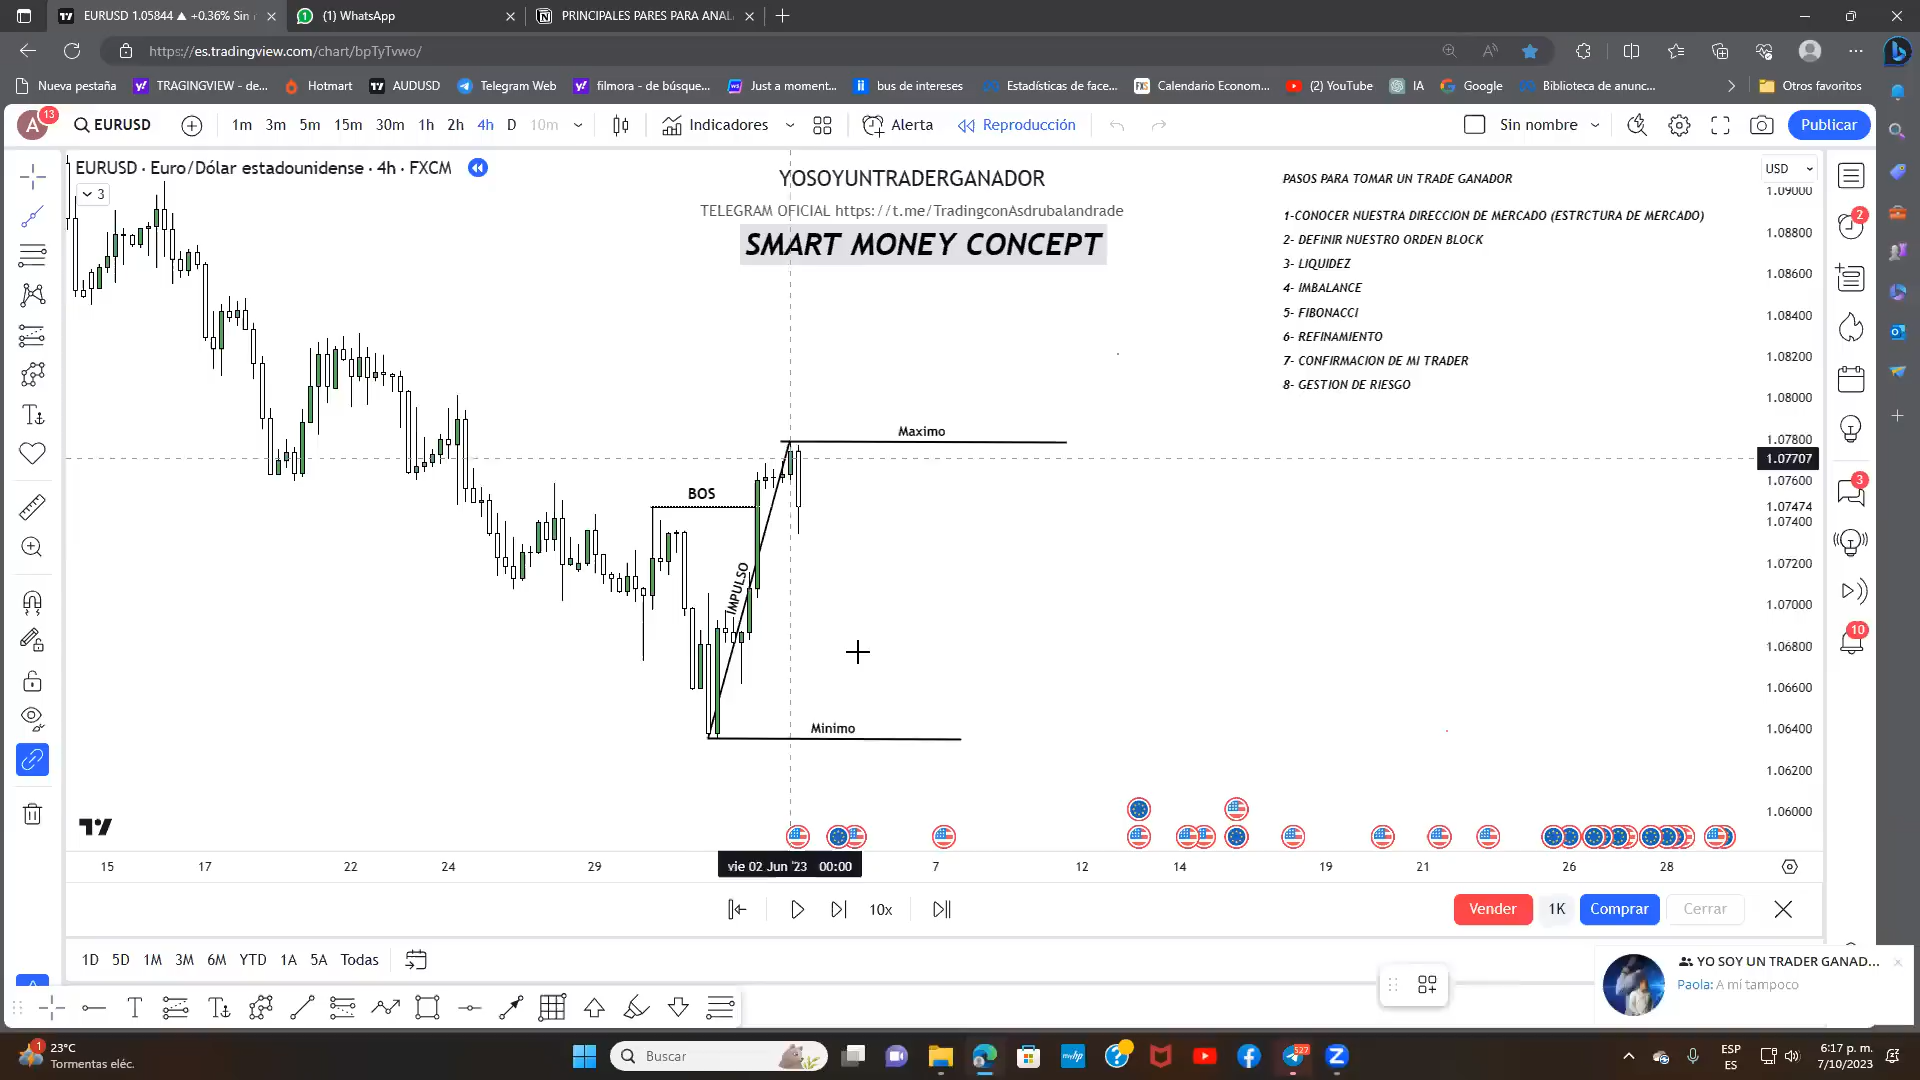 EURUSD 1.05844 ▲ +0.36% Sin
(1) WhatsApp
PRINCIPALES PARES PARA ANAL
https://es.tradingview.com/chart/bpTyTvwo/
Nueva pestaña
TRAGINGVIEW - de...
Hotmart
AUDUSD
Telegram Web
filmora - de búsque...
Just a moment...
bus de intereses
Estadísticas de face...
Calendario Econom...
(2) YouTube
IA
Google
Biblioteca de anunc...
Otros favoritos
A
13
EURUSD
1m 3m 5m 15m 30m 1h 2h 4h D 10m
Indicadores
Alerta
Reproducción
Sin nombre
Publicar
EURUSD · Euro/Dólar estadounidense · 4h · FXCM
3
YOSOYUNTRADERGANADOR
TELEGRAM OFICIAL https://t.me/TradingconAsdrubalandrade
SMART MONEY CONCEPT
PASOS PARA TOMAR UN TRADE GANADOR
1-CONOCER NUESTRA DIRECCION DE MERCADO (ESTRCTURA DE MERCADO)
2- DEFINIR NUESTRO ORDEN BLOCK
3- LIQUIDEZ
4- IMBALANCE
5- FIBONACCI
6- REFINAMIENTO
7- CONFIRMACION DE MI TRADER
8- GESTION DE RIESGO
Maximo
BOS
IMPULSO
Minimo
USD
1.09000
1.08800
1.08600
1.08400
1.08200
1.08000
1.07800
1.07707
1.07600
1.07474
1.07400
1.07200
1.07000
1.06800
1.06600
1.06400
1.06200
1.06000
2
3
10
15 17 22 24 29 vie 02 Jun '23 00:00 7 12 14 19 21 26 28
10x
Vender
1K
Comprar
Cerrar
1D 5D 1M 3M 6M YTD 1A 5A Todas
YO SOY UN TRADER GANAD...
Paola: A mí tampoco
1
23°C
Tormentas eléc.
Buscar
527
ESP
ES
6:17 p. m.
7/10/2023